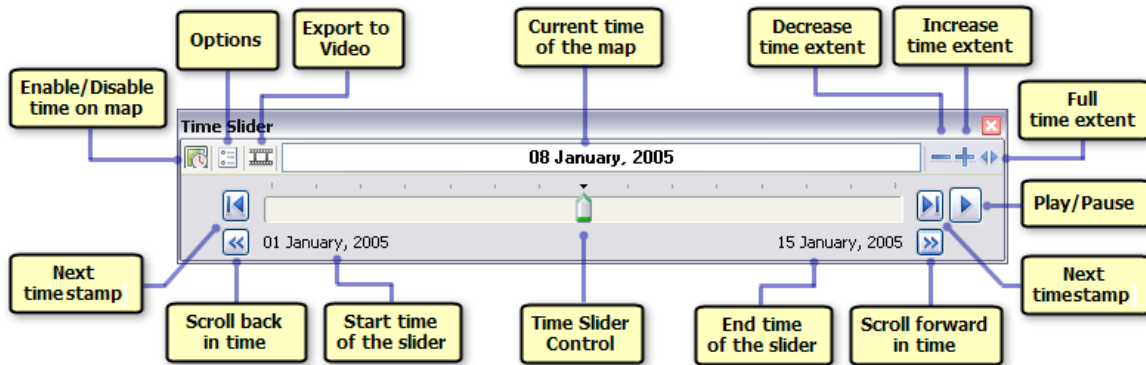 Options
Export to
Video
Current time
of the map
Decrease
time extent
Increase
time extent
Enable/Disable
time on map
Full
time extent
Time Slider
08 January, 2005
Play/Pause
01 January, 2005
15 January, 2005
Next
timestamp
Scroll back
in time
Start time
of the slider
Time Slider
Control
End time
of the slider
Scroll forward
in time
Next
timestamp